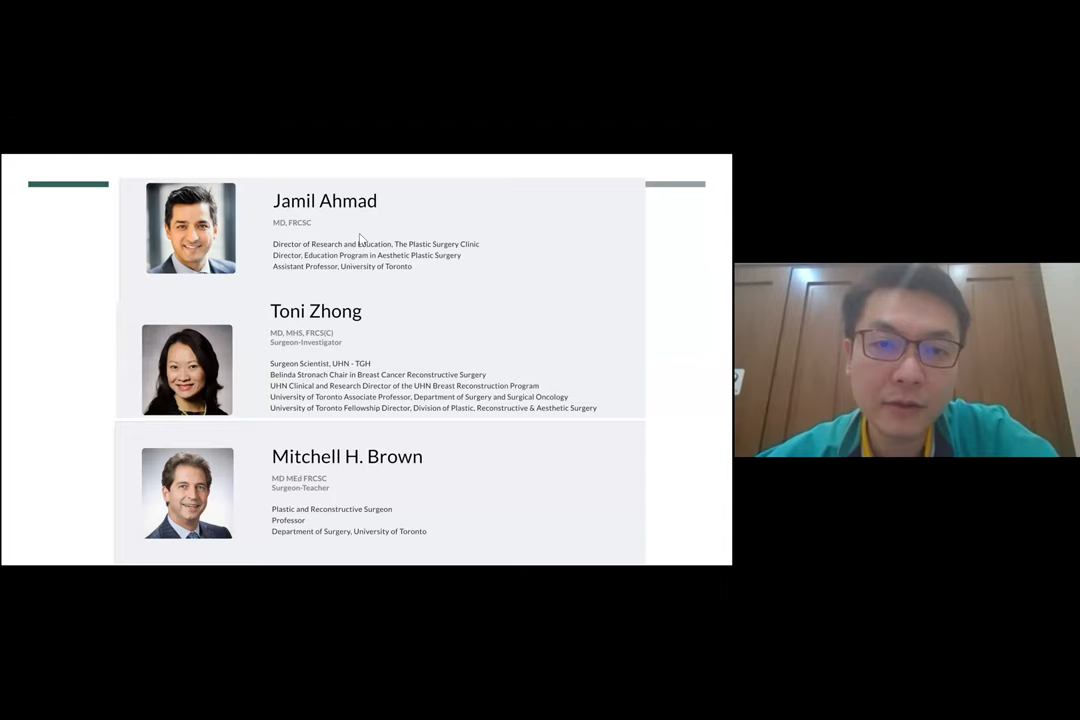 Jamil Ahmad
MD, FRCSC
Director of Research and Education, The Plastic Surgery Clinic
Director, Education Program in Aesthetic Plastic Surgery
Assistant Professor, University of Toronto
Toni Zhong
MD, MHS, FRCS(C)
Surgeon-Investigator
Surgeon Scientist, UHN - TGH
Belinda Stronach Chair in Breast Cancer Reconstructive Surgery
UHN Clinical and Research Director of the UHN Breast Reconstruction Program
University of Toronto Associate Professor, Department of Surgery and Surgical Oncology
University of Toronto Fellowship Director, Division of Plastic, Reconstructive & Aesthetic Surgery
Mitchell H. Brown
MD MEd FRCSC
Surgeon-Teacher
Plastic and Reconstructive Surgeon
Professor
Department of Surgery, University of Toronto